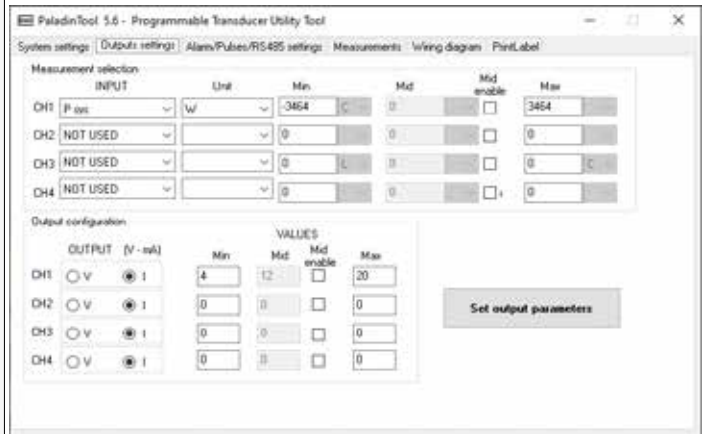 PaladinTool 5.6 - Programmable Transducer Utility Tool
System settings Outputs settings Alarm/Pulses/RS485 settings Measurements Wiring diagram PrintLabel
Measurement selection
INPUT Unit Min Mid Mid enable Max
CH1 P sys W -3464 C 0 3464
CH2 NOT USED 0 0 0
CH3 NOT USED 0 L 0 0 C
CH4 NOT USED 0 0 0
Output configuration
VALUES
OUTPUT (V - mA) Min Mid Mid enable Max
CH1 V I 4 12 20
CH2 V I 0 0 0
CH3 V I 0 0 0
CH4 V I 0 0 0
Set output parameters